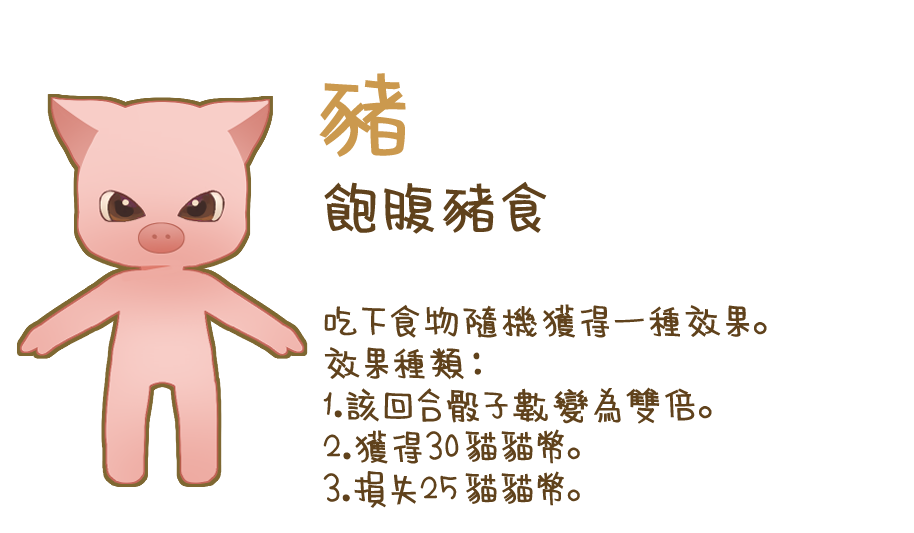 豬
飽腹豬食
吃下食物隨機獲得一種效果。
效果種類：
1.該回合骰子數變為雙倍。
2.獲得30貓貓幣。
3.損失25貓貓幣。